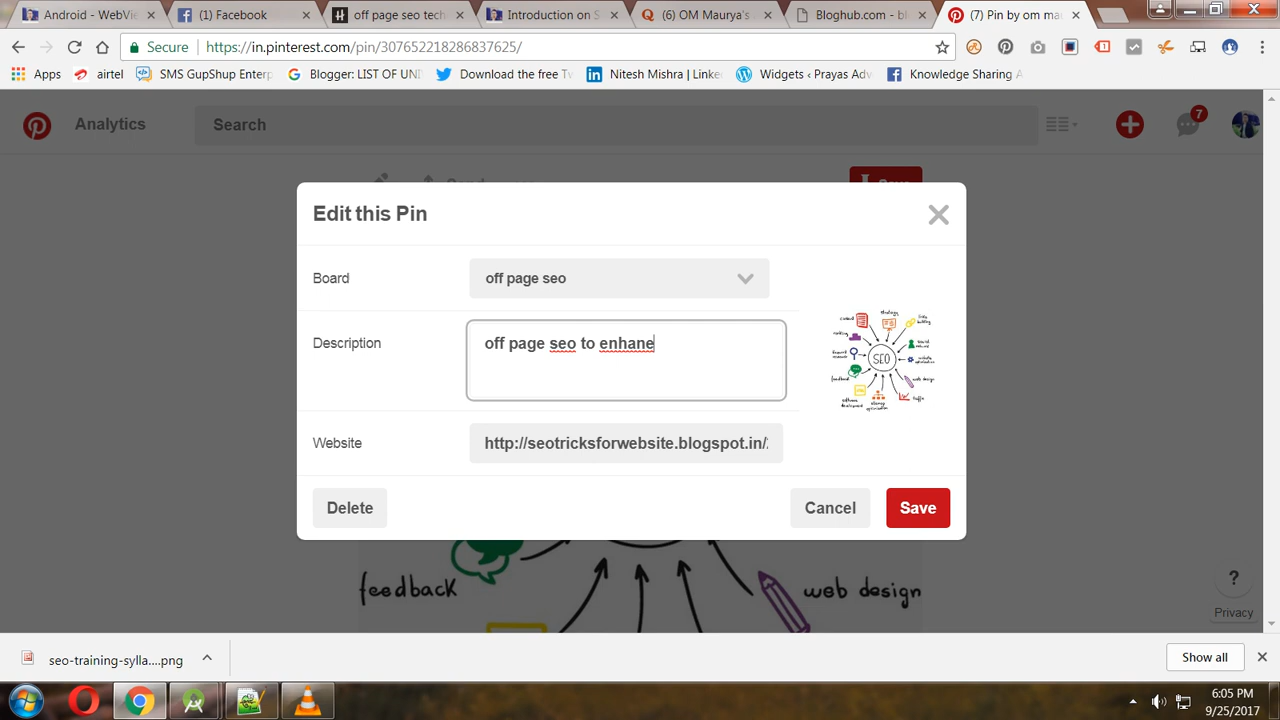 Android - WebVie
(1) Facebook
off page seo tech
introduction on S
(6) OM Maurya's
Bloghub.com - bl
(7) Pin by om ma
Secure
https://in.pinterest.com/pin/307652218286837625/
Apps
airtel
SMS GupShup Enterp
Blogger: LIST OF UNI
Download the free Tw
Nitesh Mishra | Link
Widgets ‹ Prayas Adv
Knowledge Sharing A
Analytics
Search
7
Edit this Pin
Board
off page seo
Description
off page seo to enhane
Website
http://seotricksforwebsite.blogspot.in/
SEO
Delete
Cancel
Save
feedback
web design
?
Privacy
seo-training-sylla....png
Show all
6:05 PM
9/25/2017